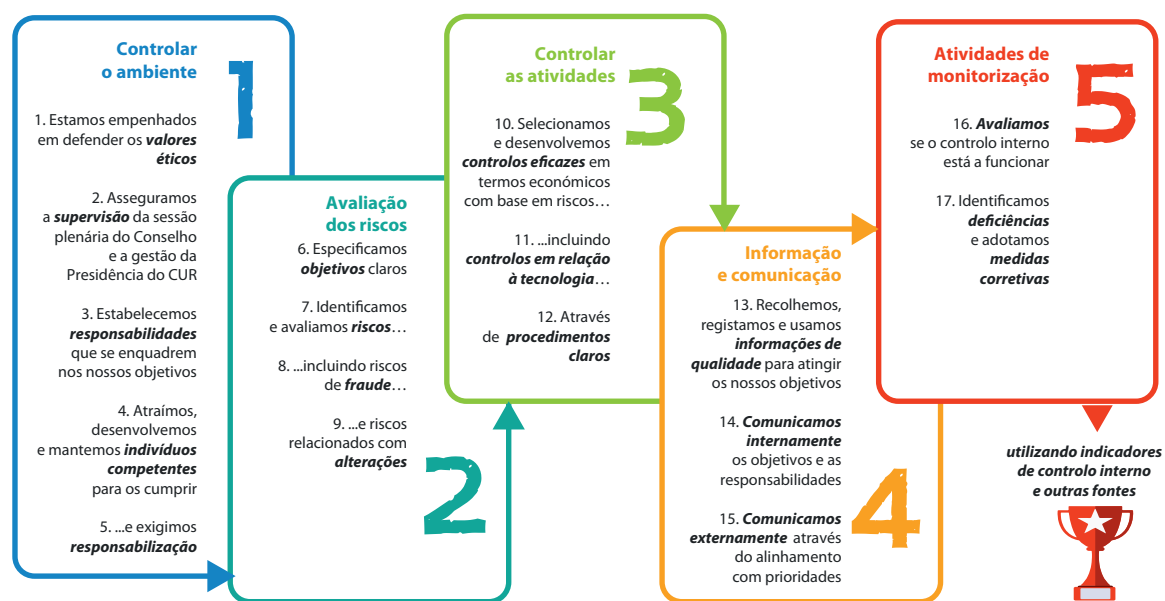 Controlar
o ambiente
1
1. Estamos empenhados
em defender os valores
éticos
2. Asseguramos
a supervisão da sessão
plenária do Conselho
e a gestão da
Presidência do CUR
3. Estabelecemos
responsabilidades
que se enquadrem
nos nossos objetivos
4. Atraímos,
desenvolvemos
e mantemos indivíduos
competentes
para os cumprir
5. ...e exigimos
responsabilização
Avaliação
dos riscos
6. Especificamos
objetivos claros
7. Identificamos
e avaliamos riscos…
8. ...incluindo riscos
de fraude…
9. ...e riscos
relacionados com
alterações
2
Controlar
as atividades
3
10. Selecionamos
e desenvolvemos
controlos eficazes em
termos económicos
com base em riscos…
11. ...incluindo
controlos em relação
à tecnologia…
12. Através
de procedimentos
claros
Informação
e comunicação
13. Recolhemos,
registamos e usamos
informações de
qualidade para atingir
os nossos objetivos
14. Comunicamos
internamente
os objetivos e as
responsabilidades
15. Comunicamos
externamente através
do alinhamento
com prioridades
4
Atividades de
monitorização
5
16. Avaliamos
se o controlo interno
está a funcionar
17. Identificamos
deficiências
e adotamos
medidas
corretivas
utilizando indicadores
de controlo interno
e outras fontes